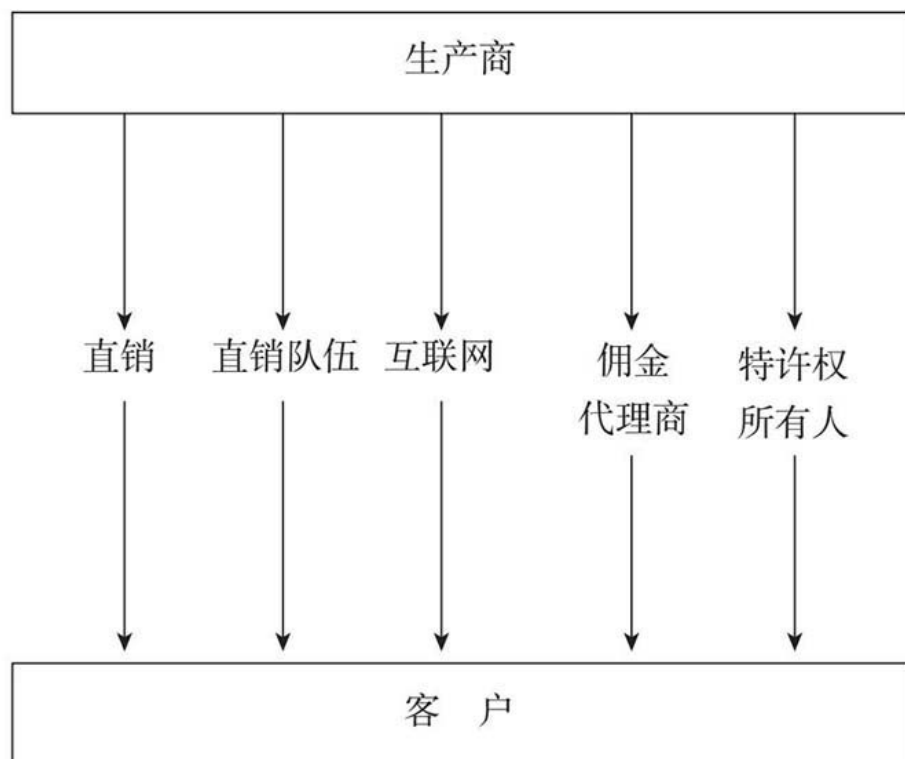 生产商
直销 直销队伍 互联网 佣金 特许权
代理商 所有人
客 户